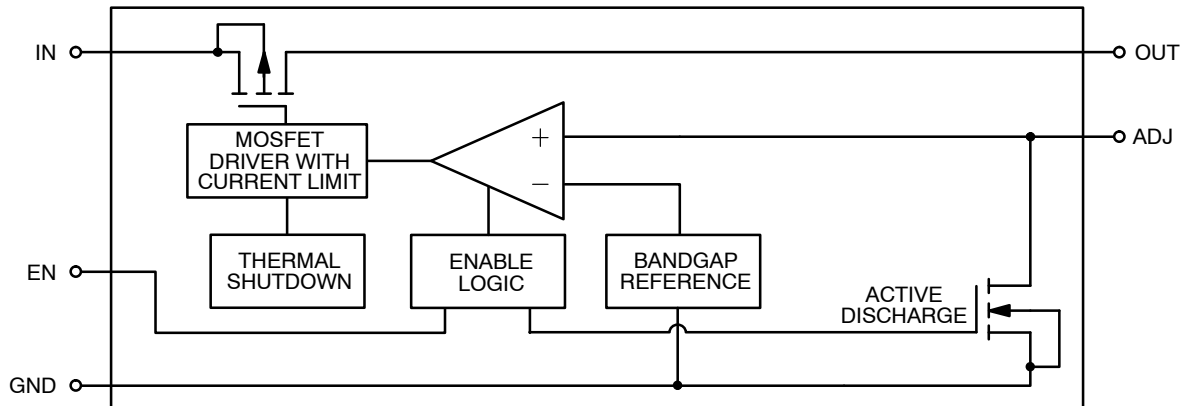 IN
OUT
ADJ
MOSFET
DRIVER WITH
CURRENT LIMIT
+
−
THERMAL
SHUTDOWN
ENABLE
LOGIC
BANDGAP
REFERENCE
EN
ACTIVE
DISCHARGE
GND